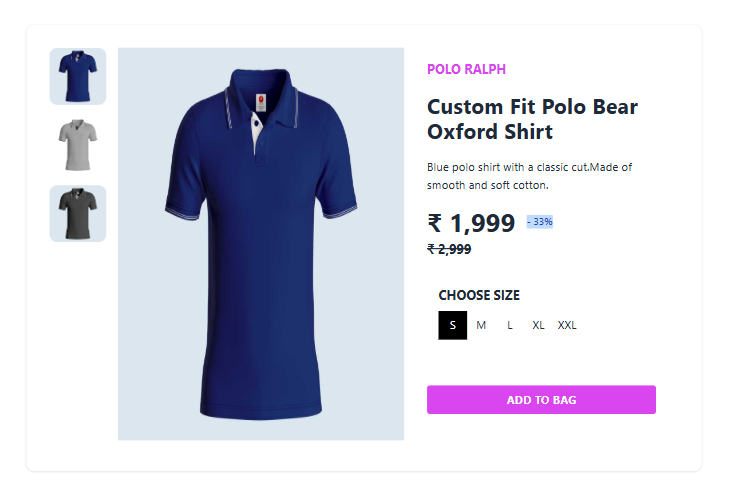 POLO RALPH
Custom Fit Polo Bear
Oxford Shirt
Blue polo shirt with a classic cut.Made of
smooth and soft cotton.
₹ 1,999 - 33%
₹ 2,999
CHOOSE SIZE
S M L XL XXL
ADD TO BAG